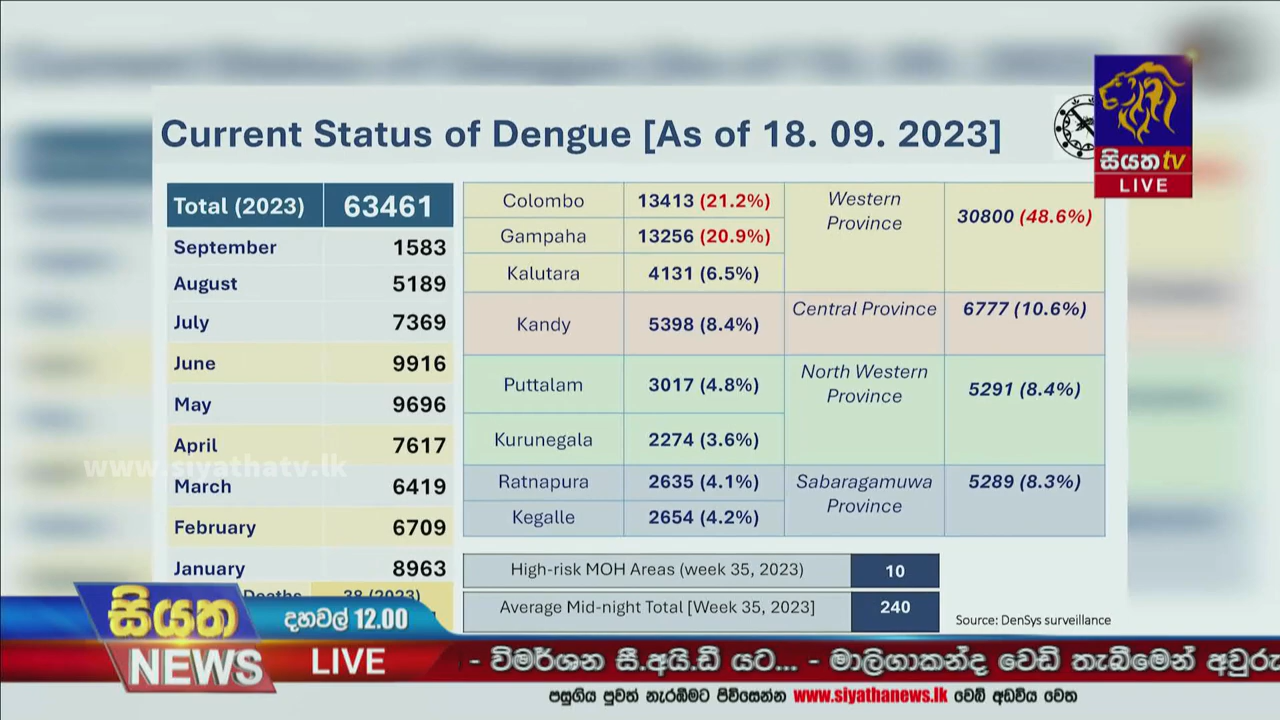 Current Status of Dengue [As of 18. 09. 2023]
සියත tv
LIVE
Total (2023) 63461
September 1583
August 5189
July 7369
June 9916
May 9696
April 7617
March 6419
February 6709
January 8963
Deaths 38 (2023)
Colombo 13413 (21.2%)
Gampaha 13256 (20.9%)
Kalutara 4131 (6.5%)
Western
Province
30800 (48.6%)
Kandy 5398 (8.4%)
Central Province 6777 (10.6%)
Puttalam 3017 (4.8%)
Kurunegala 2274 (3.6%)
North Western
Province
5291 (8.4%)
Ratnapura 2635 (4.1%)
Kegalle 2654 (4.2%)
Sabaragamuwa
Province
5289 (8.3%)
High-risk MOH Areas (week 35, 2023) 10
Average Mid-night Total [Week 35, 2023] 240
Source: DenSys surveillance
www.siyathatv.lk
සියත
NEWS
දහවල් 12.00
LIVE
- විමර්ශන සී.අයි.ඩී යට... - මාලිගාකන්ද වෙඩි තැබීමෙන් අවුරු
පසුගිය පුවත් නැරඹීමට පිවිසෙන්න www.siyathanews.lk වෙබ් අඩවිය වෙත